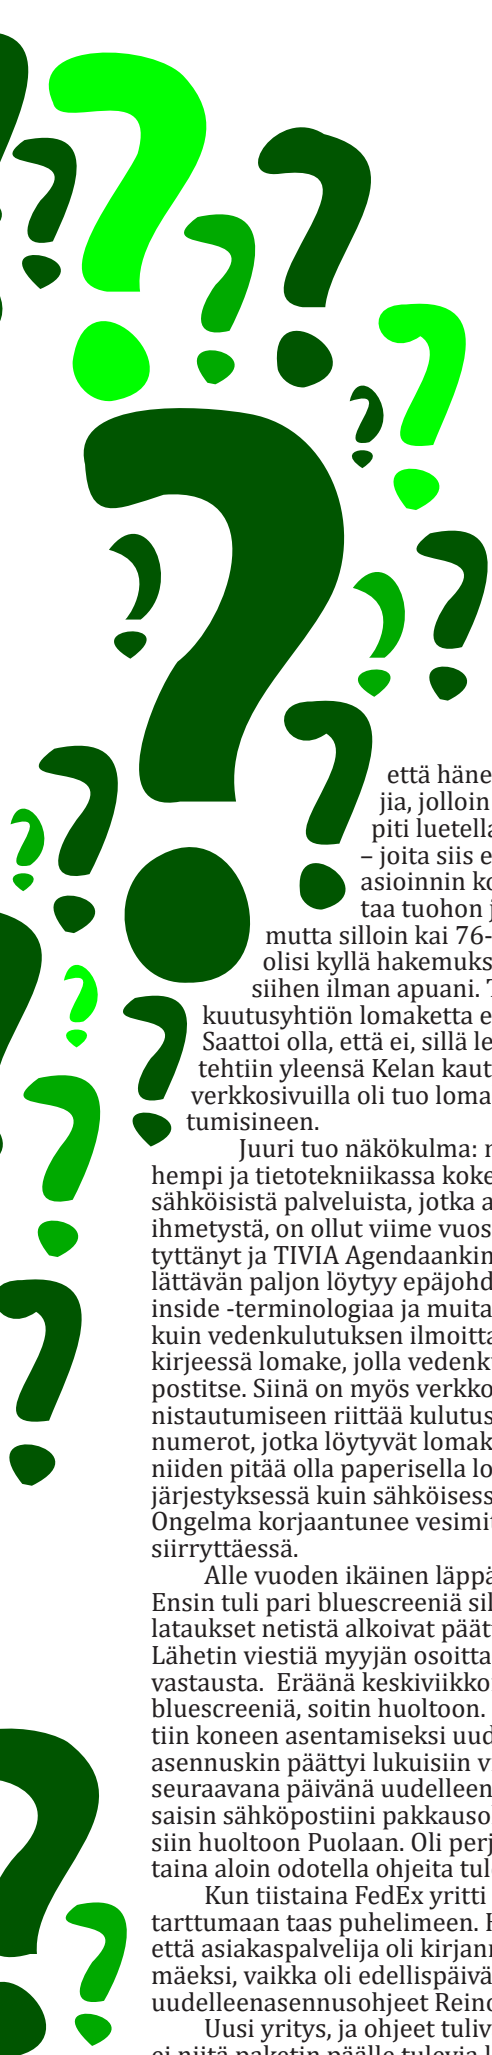 että häne
jia, jolloin
piti luetella
– joita siis e
asioinnin ko
taa tuohon j
mutta silloin kai 76-
olisi kyllä hakemuks
siihen ilman apuani. T
kuutusyhtiön lomaketta e
Saattoi olla, että ei, sillä le
tehtiin yleensä Kelan kaut
verkkosivuilla oli tuo loma
tumisineen.
Juuri tuo näkökulma: n
hempi ja tietotekniikassa koke
sähköisistä palveluista, jotka a
ihmetystä, on ollut viime vuos
tyttänyt ja TIVIA Agendaankin
lättävän paljon löytyy epäjohd
inside -terminologiaa ja muita
kuin vedenkulutuksen ilmoitta
kirjeessä lomake, jolla vedenku
postitse. Siinä on myös verkko
nistautumiseen riittää kulutus
numerot, jotka löytyvät lomak
niiden pitää olla paperisella lo
järjestyksessä kuin sähköisess
Ongelma korjaantunee vesimit
siirryttäessä.
Alle vuoden ikäinen läppä
Ensin tuli pari bluescreeniä sil
lataukset netistä alkoivat päät
Lähetin viestiä myyjän osoitta
vastausta. Eräänä keskiviikko
bluescreeniä, soitin huoltoon.
tiin koneen asentamiseksi uud
asennuskin päättyi lukuisiin vi
seuraavana päivänä uudelleen
saisin sähköpostiini pakkauso
siin huoltoon Puolaan. Oli perj
taina aloin odotella ohjeita tul
Kun tiistaina FedEx yritti
tarttumaan taas puhelimeen. H
että asiakaspalvelija oli kirjann
mäeksi, vaikka oli edellispäivä
uudelleenasennusohjeet Reino
Uusi yritys, ja ohjeet tuliv
ei niitä paketin päälle tulevia l